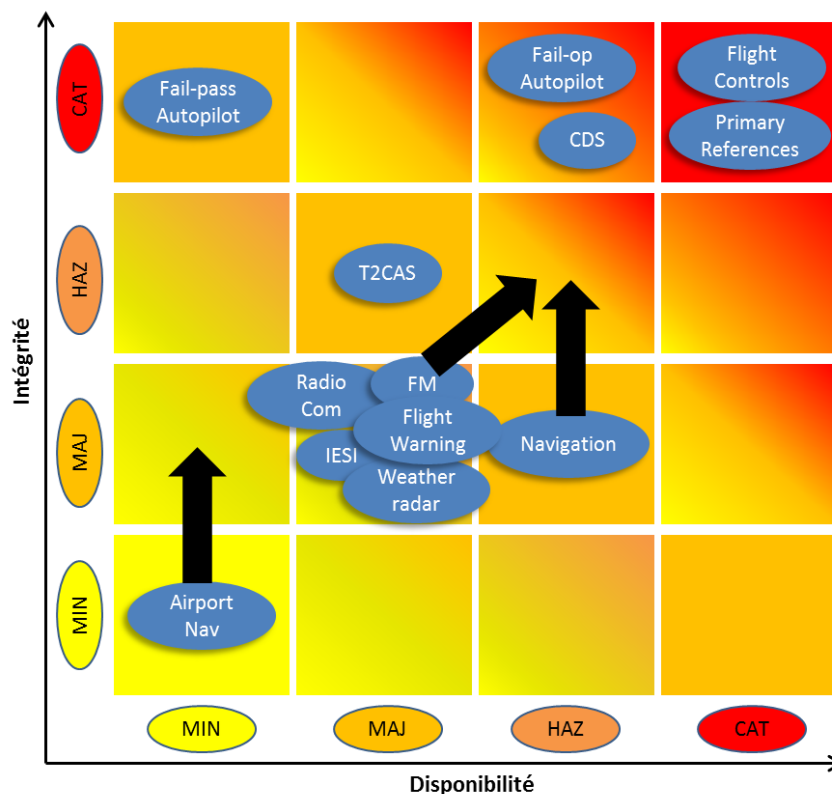 Intégrité
CAT
Fail-pass
Autopilot
Fail-op
Autopilot
CDS
Flight
Controls
Primary
References
HAZ
T2CAS
MAJ
Radio
Com
FM
Flight
Warning
IESI
Weather
radar
Navigation
MIN
Airport
Nav
MIN
MAJ
HAZ
CAT
Disponibilité